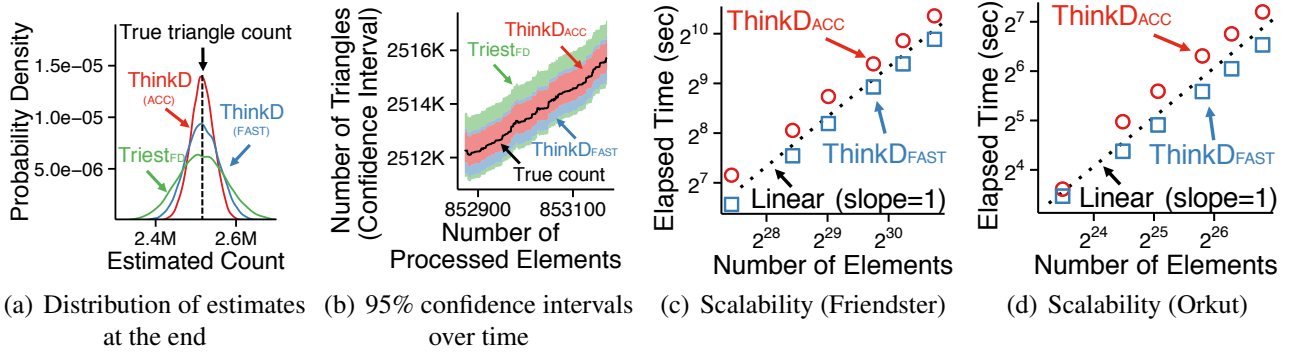 Probability Density
1.5e-05
1.0e-05
5.0e-06
True triangle count
ThinkD
(ACC)
ThinkD
(FAST)
TriestFD
2.4M
2.6M
Estimated Count
(a) Distribution of estimates
at the end
Number of Triangles
(Confidence Interval)
2516K
2514K
2512K
TriestFD
ThinkDACC
ThinkDFAST
True count
852900
853100
Number of
Processed Elements
(b) 95% confidence intervals
over time
Elapsed Time (sec)
2^10
2^9
2^8
2^7
ThinkDACC
ThinkDFAST
Linear (slope=1)
2^28
2^29
2^30
Number of Elements
(c) Scalability (Friendster)
Elapsed Time (sec)
2^7
2^6
2^5
2^4
ThinkDACC
ThinkDFAST
Linear (slope=1)
2^24
2^25
2^26
Number of Elements
(d) Scalability (Orkut)